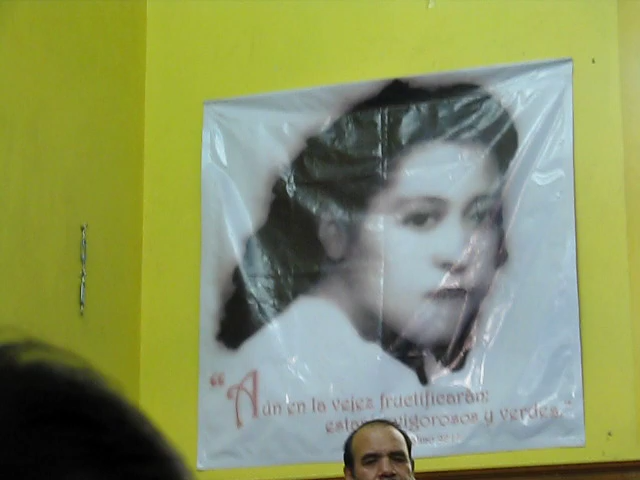 “Aún en la vejez fructificarán;
vigorosos y verdes.”